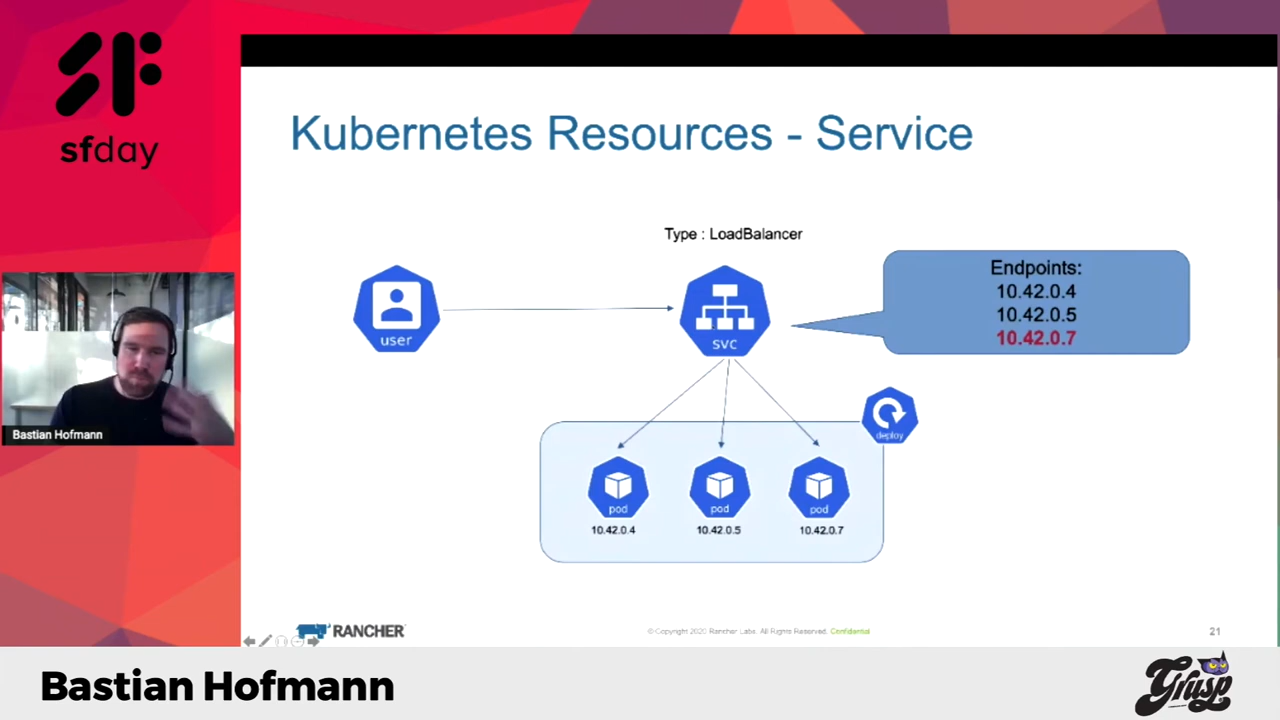 sfday
Kubernetes Resources - Service
Type : LoadBalancer
user
svc
Endpoints:
10.42.0.4
10.42.0.5
10.42.0.7
deploy
pod
pod
pod
10.42.0.4
10.42.0.5
10.42.0.7
Bastian Hofmann
RANCHER
© Copyright 2020 Rancher Labs. All Rights Reserved. Confidential
21
Bastian Hofmann
Grusp